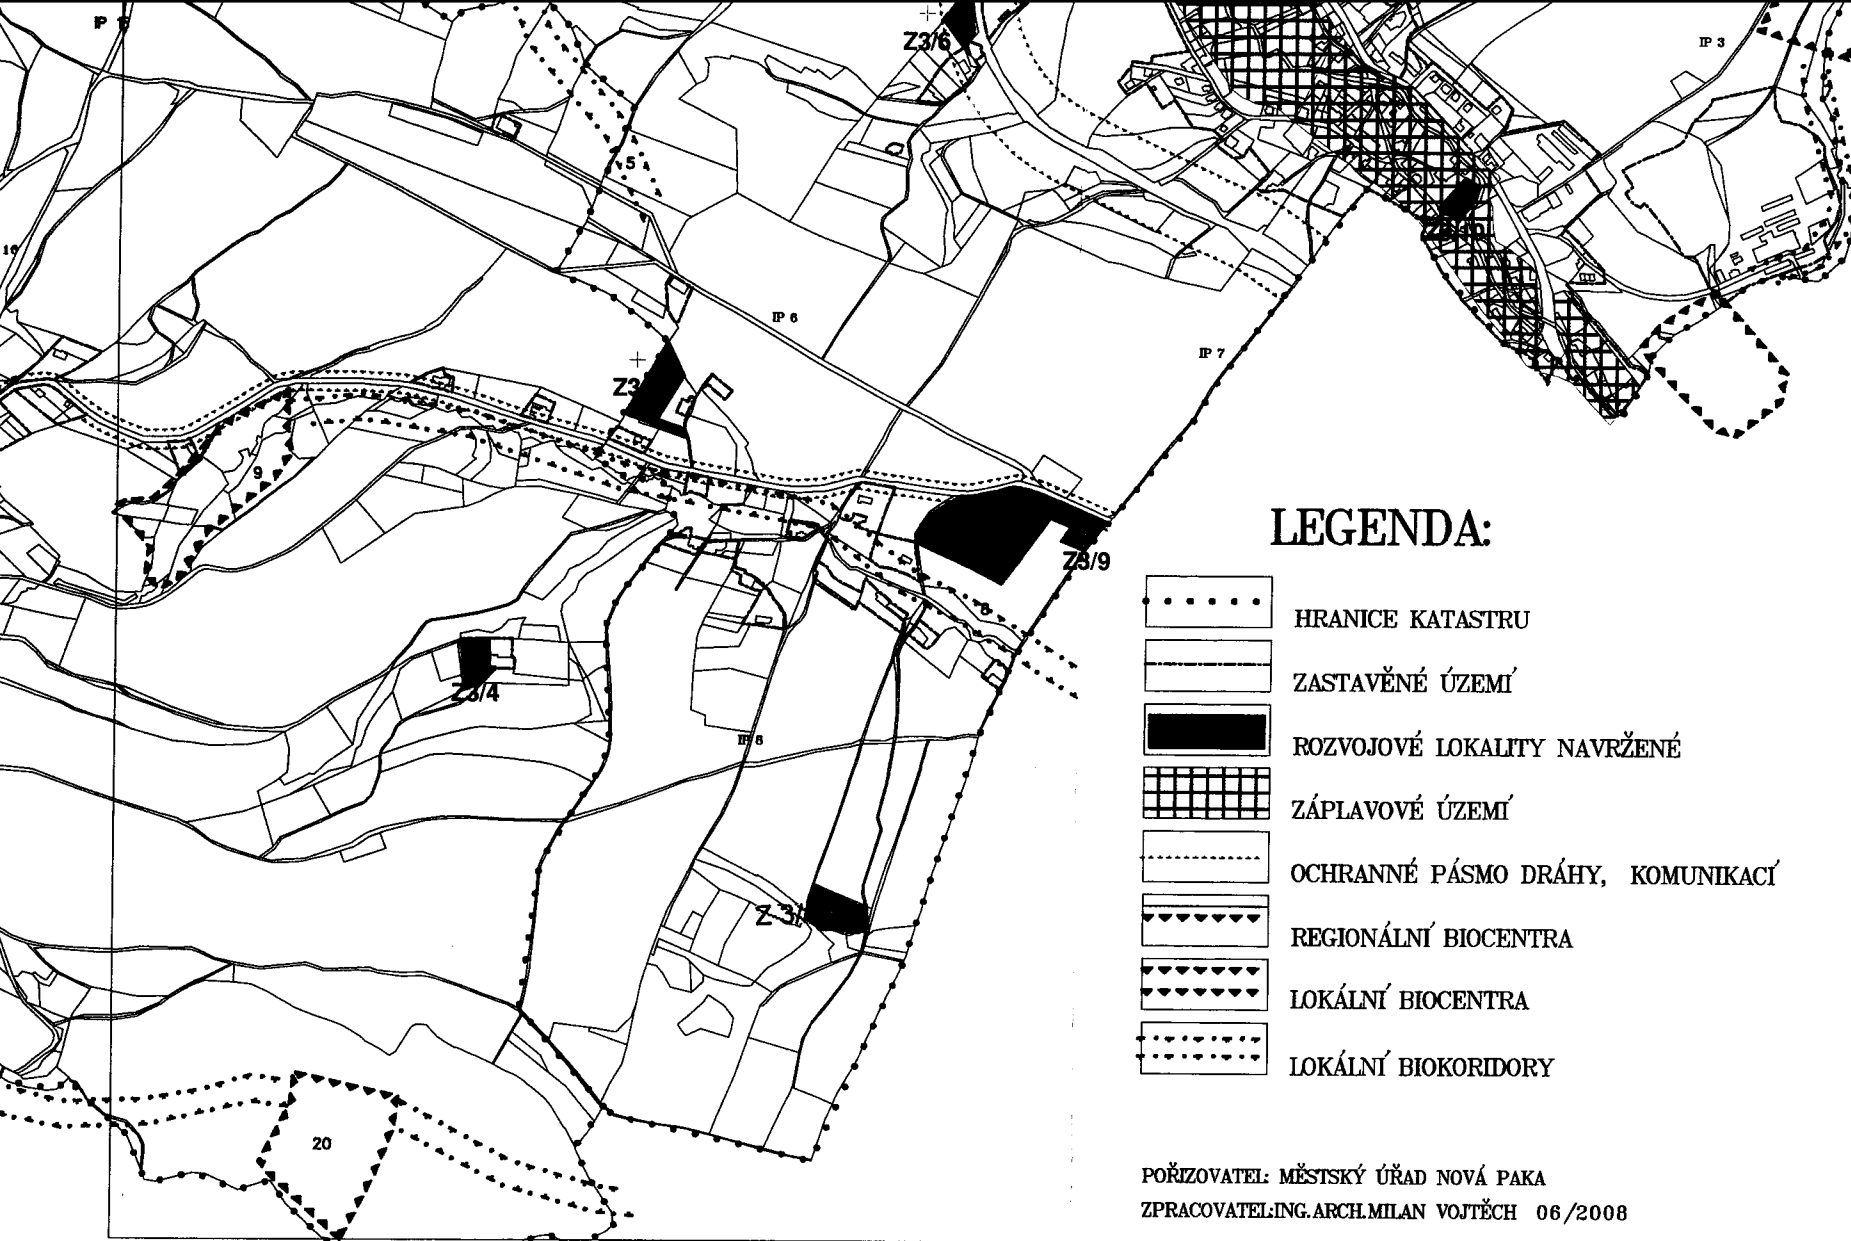 Z3/6
IP 3
5
16
IP 6
IP 7
9
LEGENDA:
Z3/9
HRANICE KATASTRU
8
ZASTAVĚNÉ ÚZEMÍ
Z3/4
ROZVOJOVÉ LOKALITY NAVRŽENÉ
ZÁPLAVOVÉ ÚZEMÍ
OCHRANNÉ PÁSMO DRÁHY, KOMUNIKACÍ
REGIONÁLNÍ BIOCENTRA
LOKÁLNÍ BIOCENTRA
LOKÁLNÍ BIOKORIDORY
20
POŘIZOVATEL: MĚSTSKÝ ÚŘAD NOVÁ PAKA
ZPRACOVATEL:ING.ARCH.MILAN VOJTĚCH 06/2008